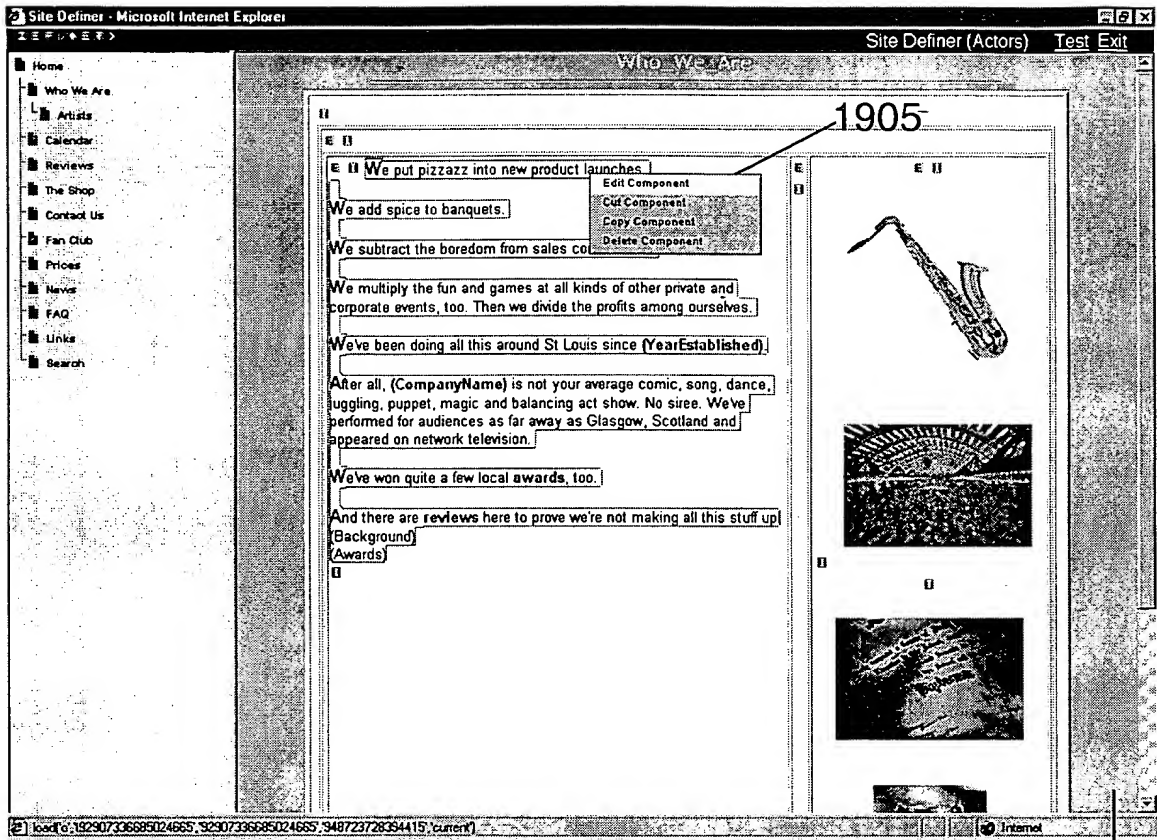 Site Definer - Microsoft Internet Explorer
Site Definer (Actors) Test Exit
Home
Who We Are
Artists
Calendar
Reviews
The Shop
Contact Us
Fan Club
Prices
News
FAQ
Links
Search
Who_We_Are
1905
I
E I
E I We put pizzazz into new product launches.
We add spice to banquets.
We subtract the boredom from sales
We multiply the fun and games at all kinds of other private and
corporate events, too. Then we divide the profits among ourselves.
We've been doing all this around St Louis since (YearEstablished).
After all, (CompanyName) is not your average comic, song, dance,
juggling, puppet, magic and balancing act show. No siree. We've
performed for audiences as far away as Glasgow, Scotland and
appeared on network television.
We've won quite a few local awards, too.
And there are reviews here to prove we're not making all this stuff up!
(Background)
(Awards)
I
Edit Component
Cut Component
Copy Component
Delete Component
E
I
E I
I
I
load('o','192907336685024665','92907336685024665','948723728394415','current')
Internet